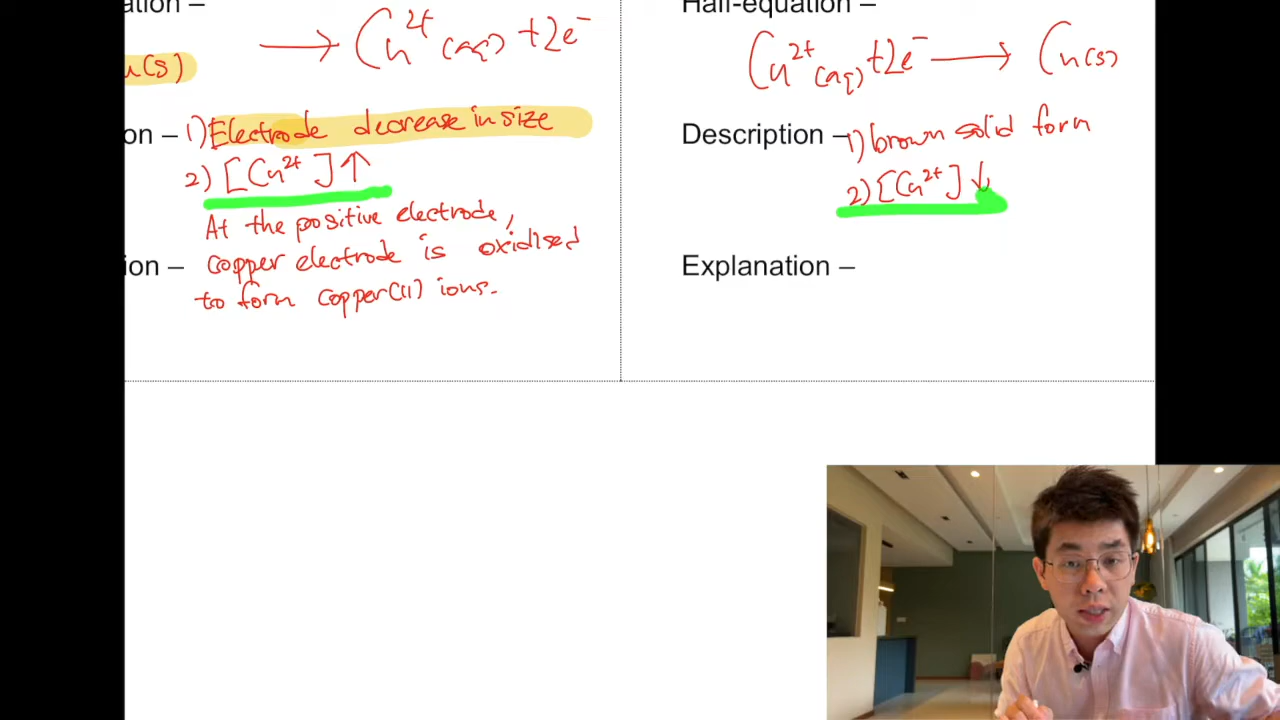 ation –
Half-equation –
u(s) → Cu²⁺(aq) + 2e⁻
Cu²⁺(aq) + 2e⁻ → Cu(s)
on – 1) Electrode decrease in size
2) [Cu²⁺] ↑
Description – 1) brown solid form
2) [Cu²⁺] ↓
ion – At the positive electrode,
copper electrode is oxidised
to form copper(II) ions.
Explanation –